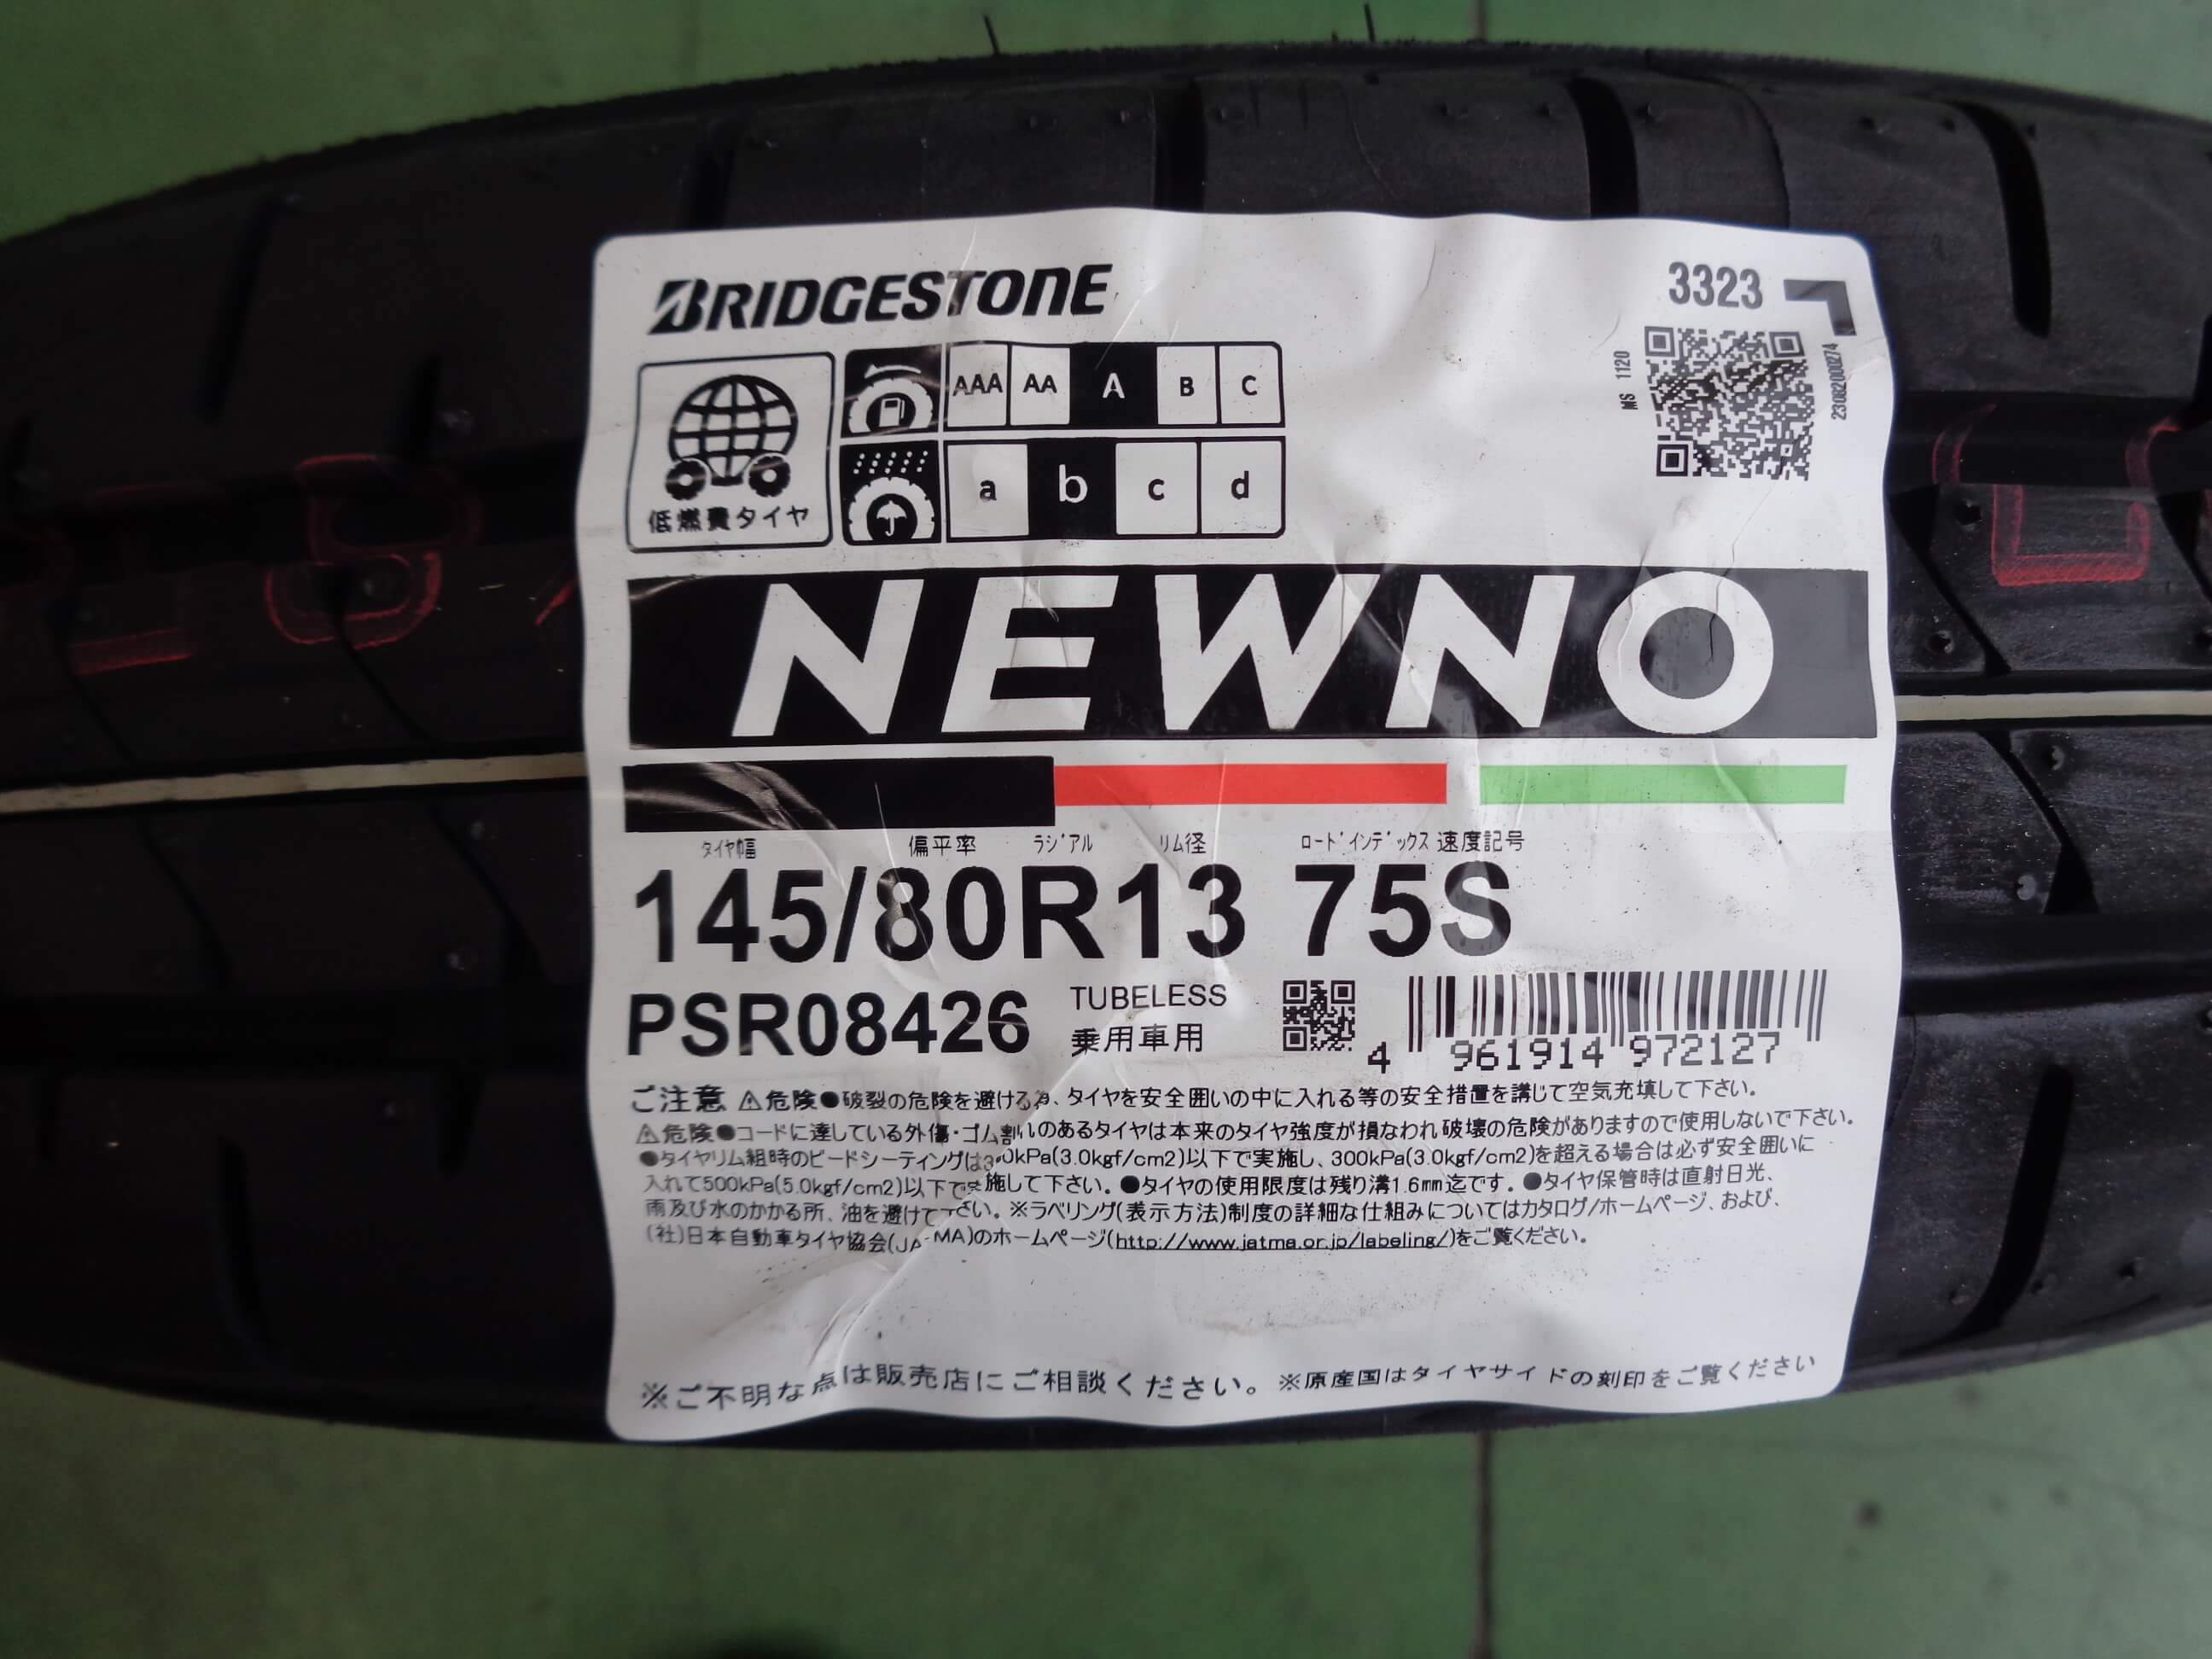 BRIDGESTONE
3323
MS 1120
2308200274
AAA AA A B C
a b c d
低燃費タイヤ
NEWNO
タイヤ幅 偏平率 ラジアル リム径 ロードインデックス 速度記号
145/80R13 75S
PSR08426
TUBELESS
乗用車用
4 961914 972127
ご注意 ⚠危険●破裂の危険を避ける為、タイヤを安全囲いの中に入れる等の安全措置を講じて空気充填して下さい。
⚠危険●コードに達している外傷・ゴム割れのあるタイヤは本来のタイヤ強度が損なわれ破壊の危険がありますので使用しないで下さい。
●タイヤリム組時のビードシーティングは300kPa(3.0kgf/cm2)以下で実施し、300kPa(3.0kgf/cm2)を超える場合は必ず安全囲いに
入れて500kPa(5.0kgf/cm2)以下で実施して下さい。●タイヤの使用限度は残り溝1.6mm迄です。●タイヤ保管時は直射日光、
雨及び水のかかる所、油を避けて下さい。※ラベリング(表示方法)制度の詳細な仕組みについてはカタログ/ホームページ、および、
(社)日本自動車タイヤ協会(JATMA)のホームページ(http://www.jatma.or.jp/labeling/)をご覧ください。
※ご不明な点は販売店にご相談ください。※原産国はタイヤサイドの刻印をご覧ください